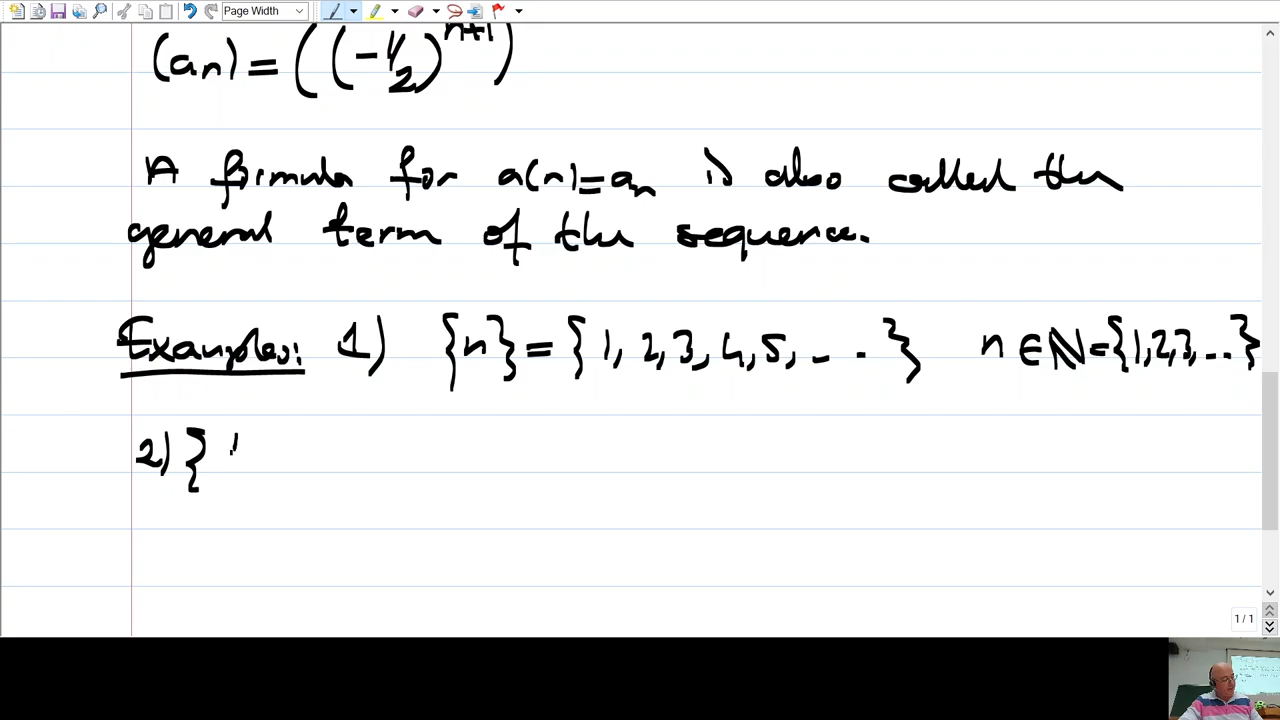 Page Width
(an) = ((-1/2)^n+1)
A formula for a(n)=an is also called the
general term of the sequence.
Examples: 1) {n} = {1, 2, 3, 4, 5, ...} n ∈ ℕ = {1,2,3,...}
2) {
1 / 1